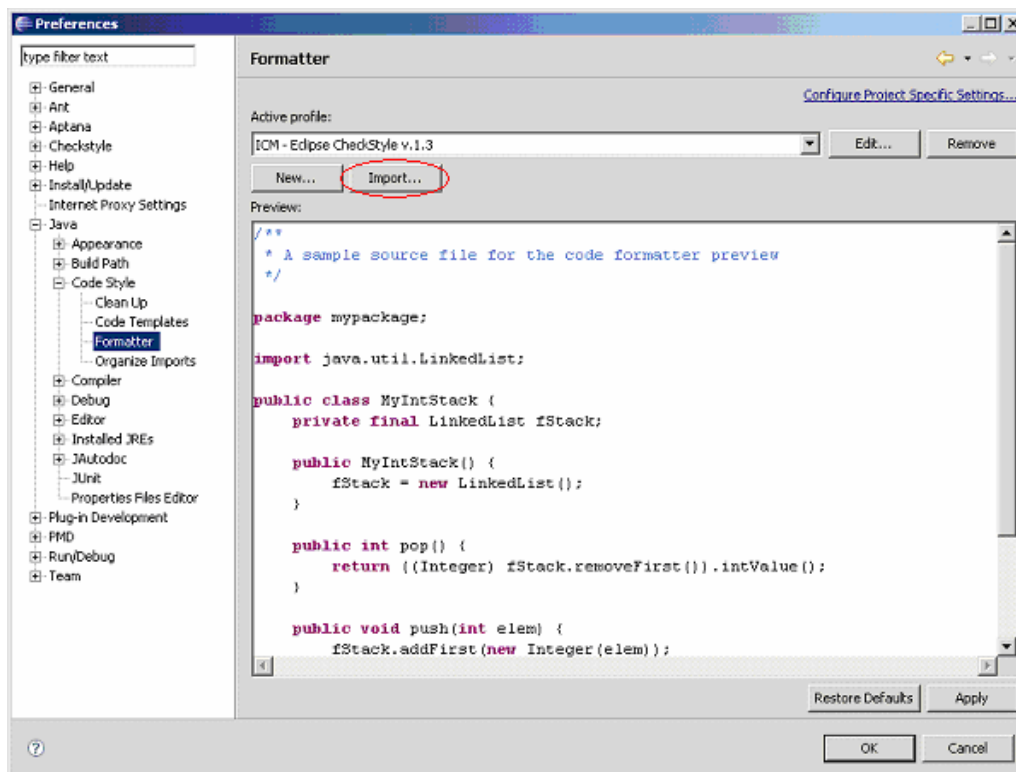 Preferences
type filter text
General
Ant
Aptana
Checkstyle
Help
Install/Update
Internet Proxy Settings
Java
Appearance
Build Path
Code Style
Clean Up
Code Templates
Formatter
Organize Imports
Compiler
Debug
Editor
Installed JREs
JAutodoc
JUnit
Properties Files Editor
Plug-in Development
PMD
Run/Debug
Team
Formatter
Configure Project Specific Settings...
Active profile:
ICM - Eclipse CheckStyle v.1.3
Edit... Remove
New... Import...
Preview:
/**
 * A sample source file for the code formatter preview
 */
package mypackage;
import java.util.LinkedList;
public class MyIntStack {
    private final LinkedList fStack;
    public MyIntStack() {
        fStack = new LinkedList();
    }
    public int pop() {
        return ((Integer) fStack.removeFirst()).intValue();
    }
    public void push(int elem) {
        fStack.addFirst(new Integer(elem));
Restore Defaults Apply
? OK Cancel